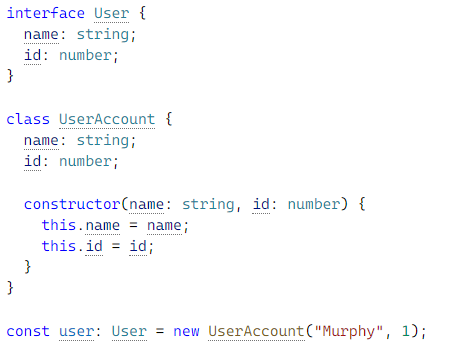 interface User {
  name: string;
  id: number;
}

class UserAccount {
  name: string;
  id: number;

  constructor(name: string, id: number) {
    this.name = name;
    this.id = id;
  }
}

const user: User = new UserAccount("Murphy", 1);